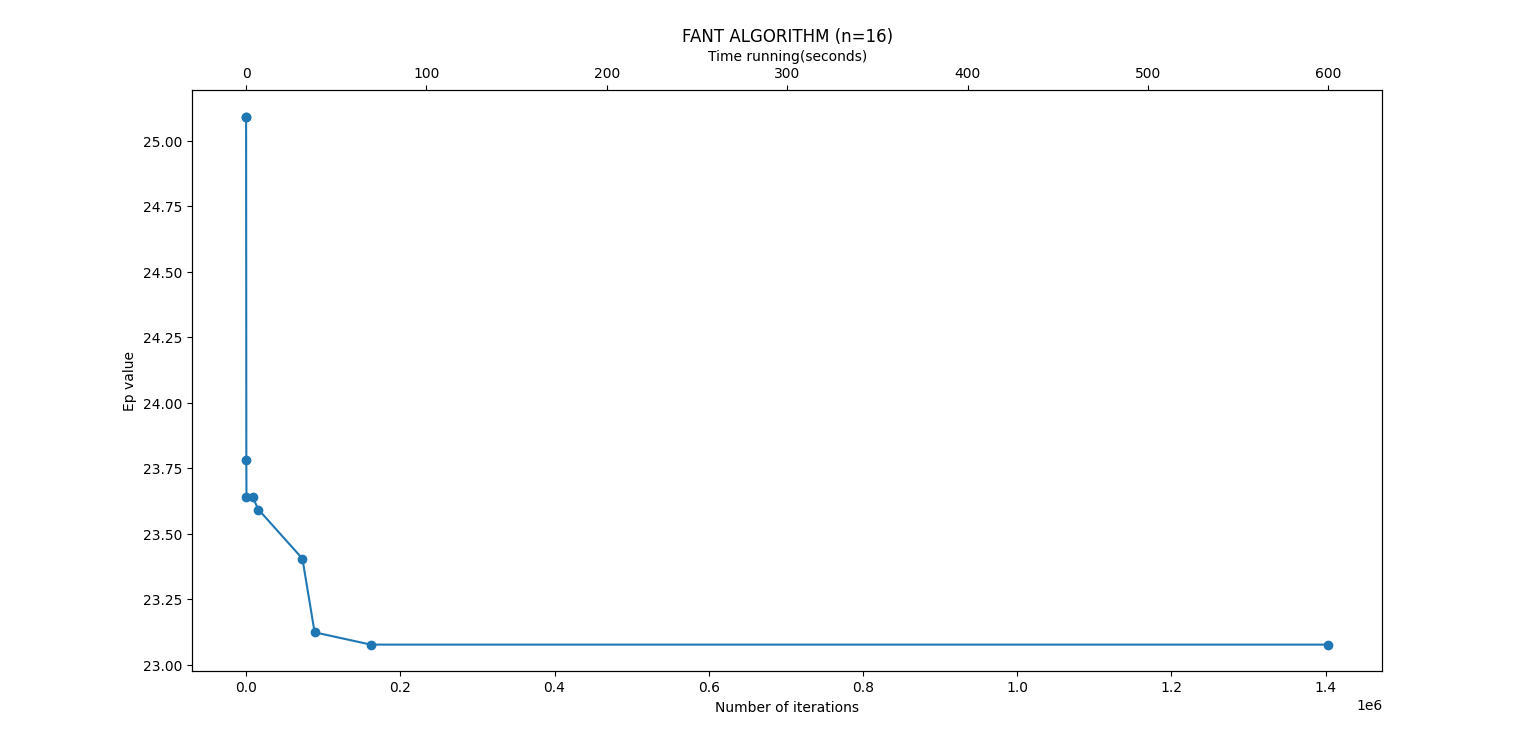 FANT ALGORITHM (n=16)
Time running(seconds)
0 100 200 300 400 500 600
25.00
24.75
24.50
24.25
24.00
23.75
23.50
23.25
23.00
Ep value
0.0 0.2 0.4 0.6 0.8 1.0 1.2 1.4
1e6
Number of iterations